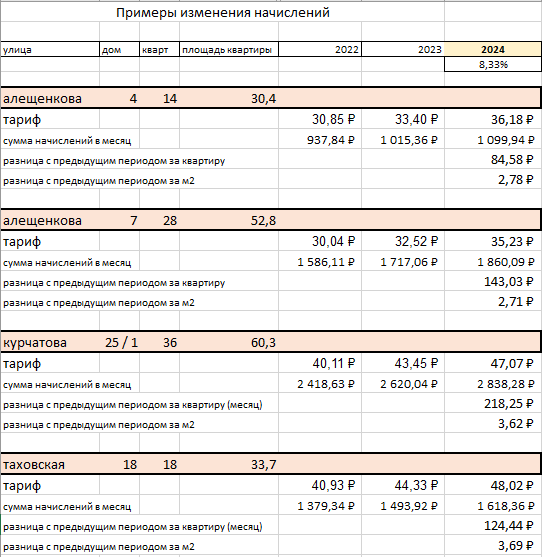 Примеры изменения начислений
улица дом кварт площадь квартиры 2022 2023 2024
8,33%
алещенкова 4 14 30,4
тариф 30,85 ₽ 33,40 ₽ 36,18 ₽
сумма начислений в месяц 937,84 ₽ 1 015,36 ₽ 1 099,94 ₽
разница с предыдущим периодом за квартиру 84,58 ₽
разница с предыдущим периодом за м2 2,78 ₽
алещенкова 7 28 52,8
тариф 30,04 ₽ 32,52 ₽ 35,23 ₽
сумма начислений в месяц 1 586,11 ₽ 1 717,06 ₽ 1 860,09 ₽
разница с предыдущим периодом за квартиру 143,03 ₽
разница с предыдущим периодом за м2 2,71 ₽
курчатова 25 / 1 36 60,3
тариф 40,11 ₽ 43,45 ₽ 47,07 ₽
сумма начислений в месяц 2 418,63 ₽ 2 620,04 ₽ 2 838,28 ₽
разница с предыдущим периодом за квартиру (месяц) 218,25 ₽
разница с предыдущим периодом за м2 3,62 ₽
таховская 18 18 33,7
тариф 40,93 ₽ 44,33 ₽ 48,02 ₽
сумма начислений в месяц 1 379,34 ₽ 1 493,92 ₽ 1 618,36 ₽
разница с предыдущим периодом за квартиру (месяц) 124,44 ₽
разница с предыдущим периодом за м2 3,69 ₽